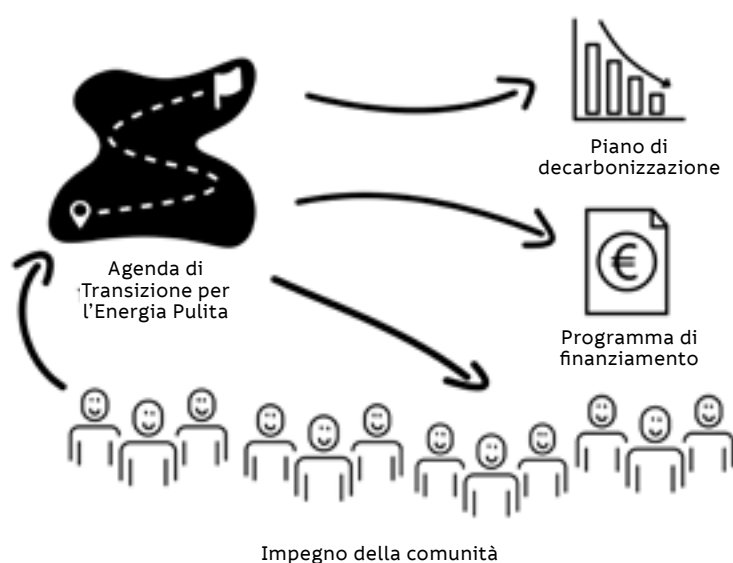 Piano di
decarbonizzazione
Agenda di
Transizione per
l'Energia Pulita
€
Programma di
finanziamento
Impegno della comunità